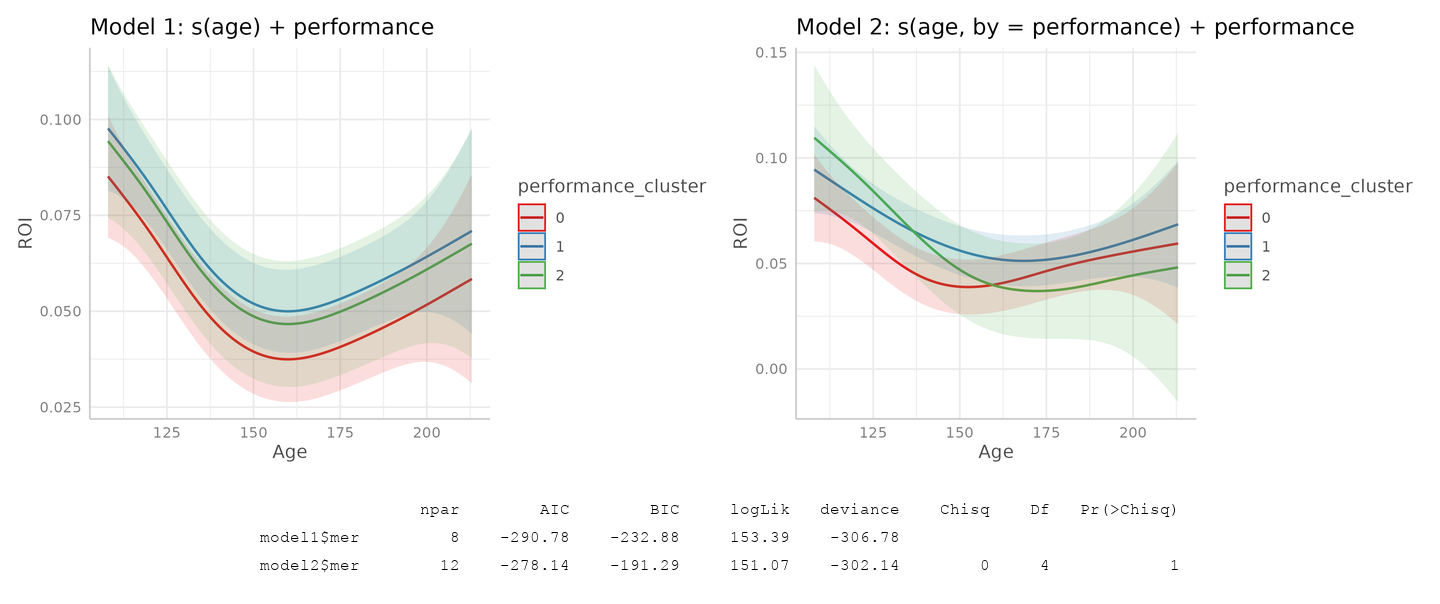 Model 1: s(age) + performance
0.100
0.075
0.050
0.025
ROI
125 150 175 200
Age
performance_cluster
0
1
2
Model 2: s(age, by = performance) + performance
0.15
0.10
0.05
0.00
ROI
125 150 175 200
Age
performance_cluster
0
1
2
npar AIC BIC logLik deviance Chisq Df Pr(>Chisq)
model1$mer 8 -290.78 -232.88 153.39 -306.78
model2$mer 12 -278.14 -191.29 151.07 -302.14 0 4 1